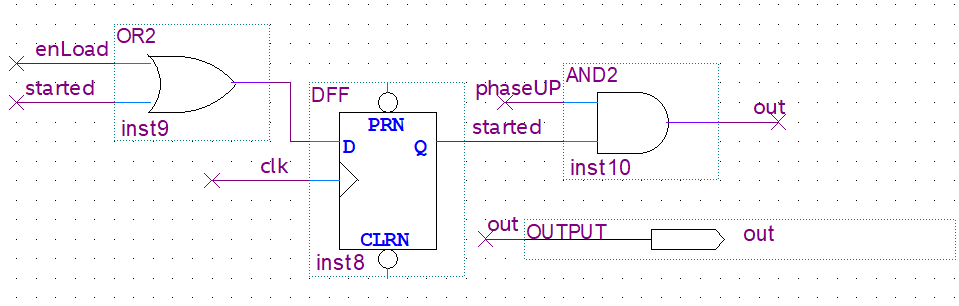 OR2
enLoad
started
inst9
DFF
PRN
D
Q
clk
CLRN
inst8
started
AND2
phaseUP
inst10
out
out
OUTPUT
out